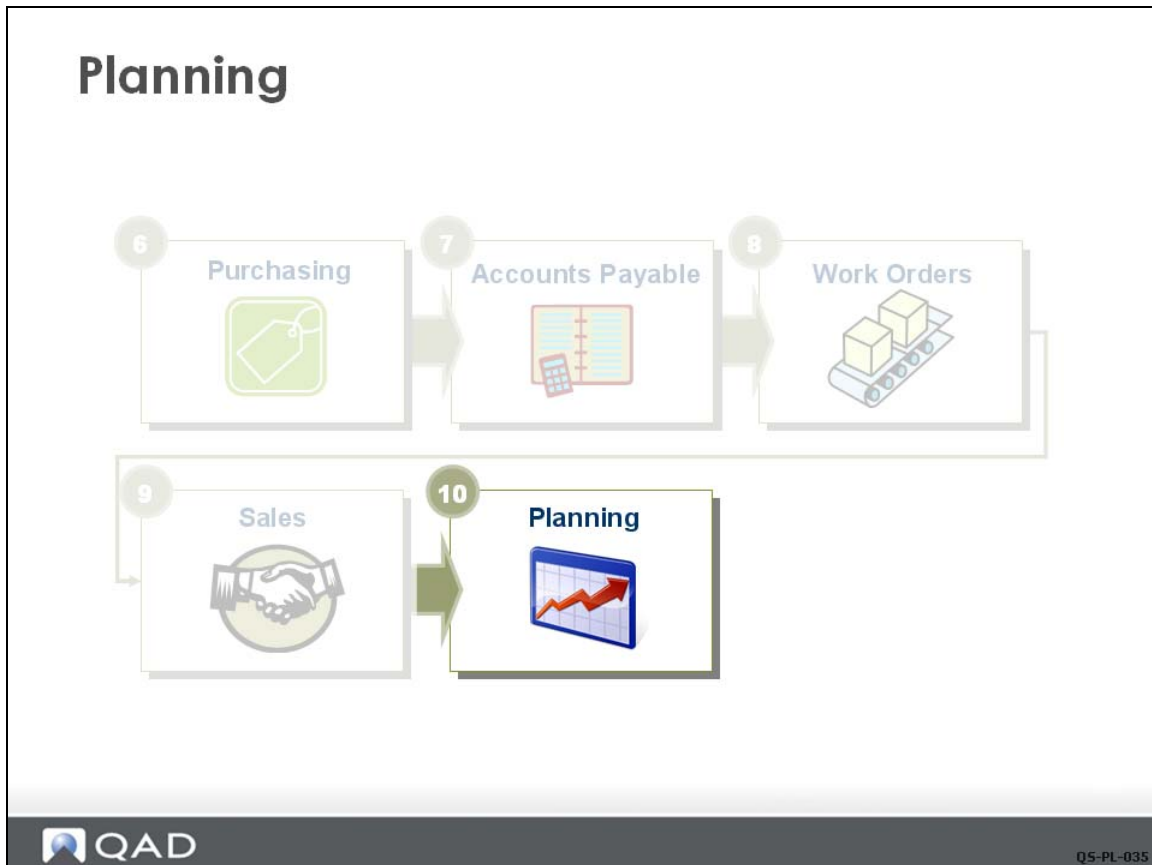 Planning
6
Purchasing
7
Accounts Payable
8
Work Orders
9
Sales
10
Planning
QAD
QS-PL-035